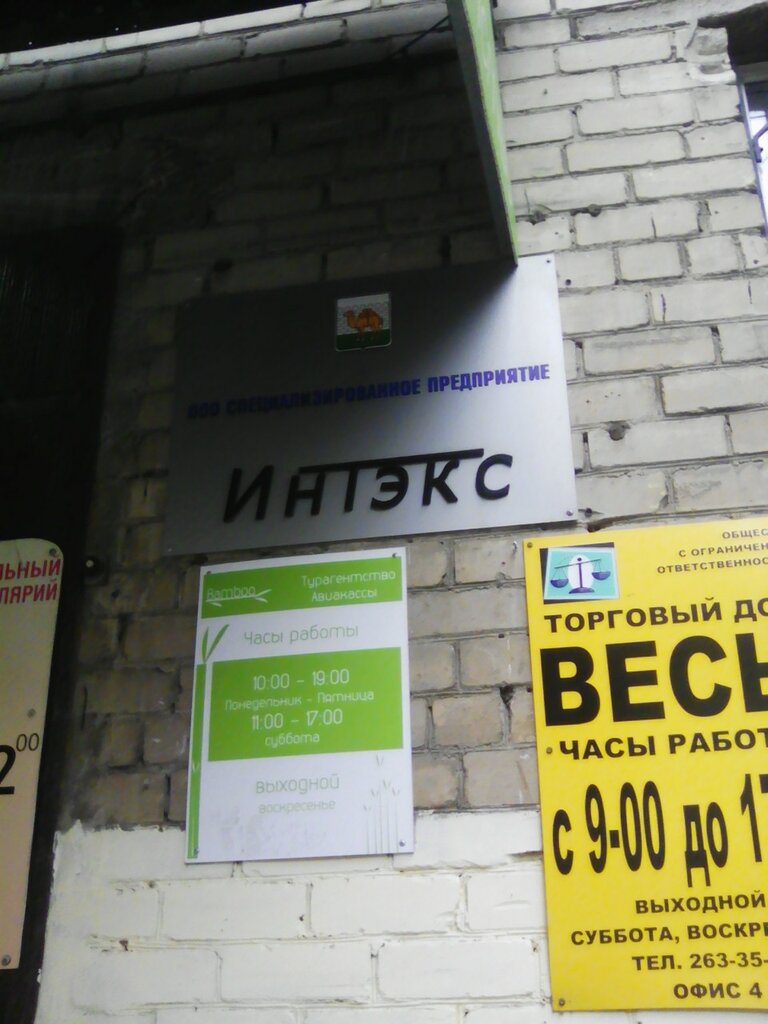 ООО СПЕЦИАЛИЗИРОВАННОЕ ПРЕДПРИЯТИЕ
ИНТЭКС
Bamboo
Турагентство
Авиакассы
Часы работы
10:00 - 19:00
Понедельник - Пятница
11:00 - 17:00
суббота
выходной
воскресенье
ОБЩЕС
С ОГРАНИЧЕН
ОТВЕТСТВЕННОС
ТОРГОВЫЙ ДО
ВЕСЫ
ЧАСЫ РАБОТ
с 9-00 до 17
ВЫХОДНОЙ
СУББОТА, ВОСКРЕ
ТЕЛ. 263-35-
ОФИС 4
ЛЬНЫЙ
ЛЯРИЙ
2 00